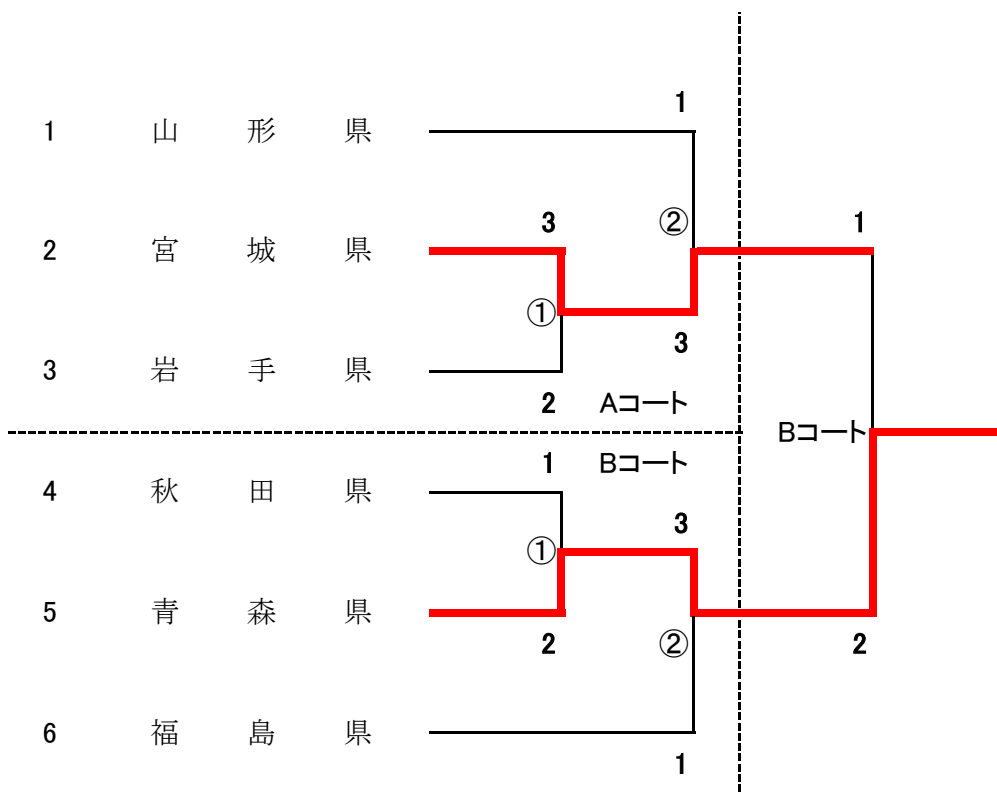 1
1 山 形 県
3 ② 1
2 宮 城 県
①
3
3 岩 手 県
2 Aコート
Bコート
1 Bコート
4 秋 田 県
3
①
5 青 森 県
2 ② 2
6 福 島 県
1